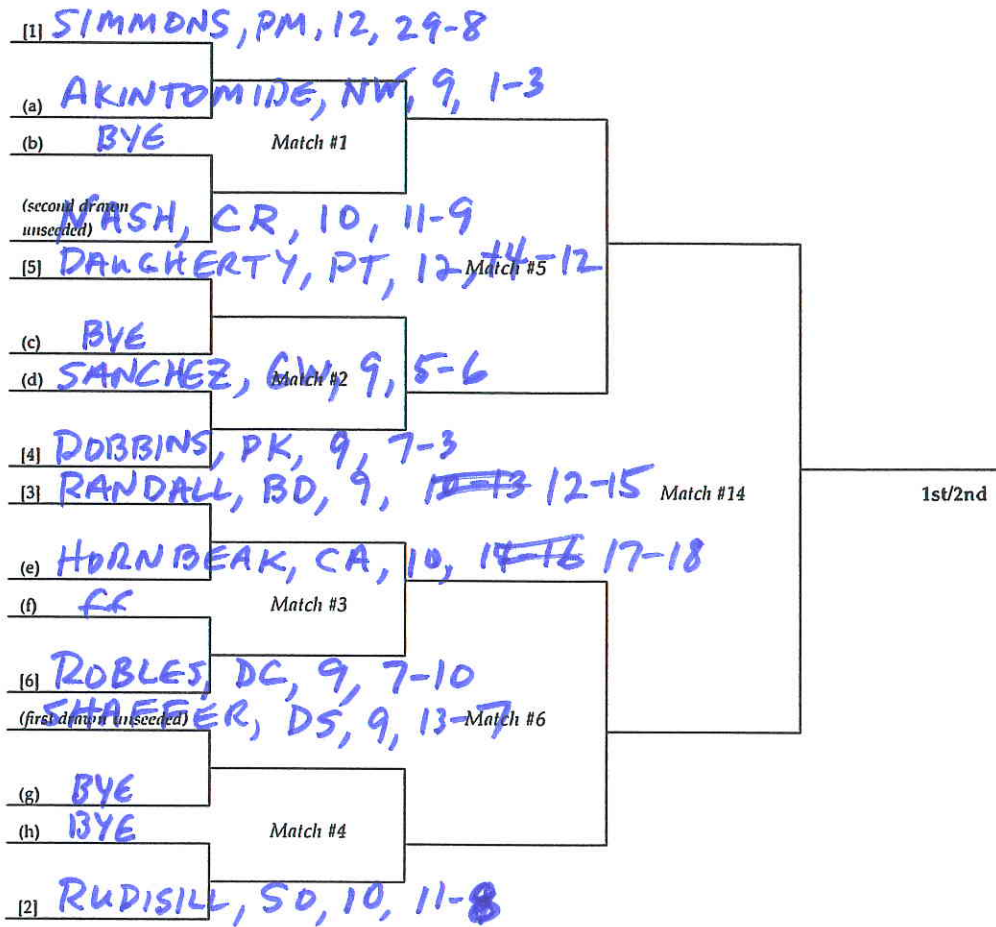 [1] SIMMONS, PM, 12, 29-8
(a) AKINTOMIDE, NW, 9, 1-3
(b) BYE
Match #1
(second drawn unseeded) NASH, CR, 10, 11-9
[5] DAUGHERTY, PT, 12, 14-12
Match #5
(c) BYE
(d) SANCHEZ, GW, 9, 5-6
Match #2
[4] DOBBINS, PK, 9, 7-3
[3] RANDALL, BD, 9, 10-13 12-15
Match #14
1st/2nd
(e) HORNBEAK, CA, 10, 14-16 17-18
(f) ff
Match #3
[6] ROBLES, DC, 9, 7-10
(first drawn unseeded) SHAFFER, DS, 9, 13-7
Match #6
(g) BYE
(h) BYE
Match #4
[2] RUDISILL, SO, 10, 11-8